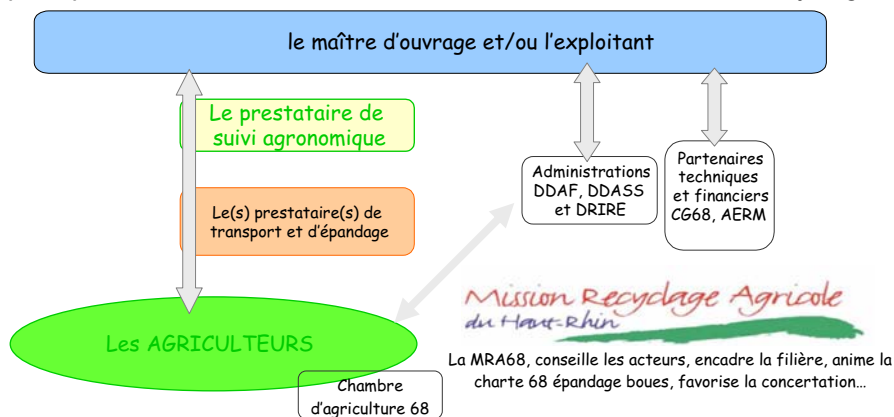 le maître d'ouvrage et/ou l'exploitant
Le prestataire de
suivi agronomique
Administrations
DDAF, DDASS
et DRIRE
Partenaires
techniques
et financiers
CG68, AERM
Le(s) prestataire(s) de
transport et d'épandage
Mission Recyclage Agricole
du Haut-Rhin
Les AGRICULTEURS
La MRA68, conseille les acteurs, encadre la filière, anime la
charte 68 épandage boues, favorise la concertation…
Chambre
d'agriculture 68